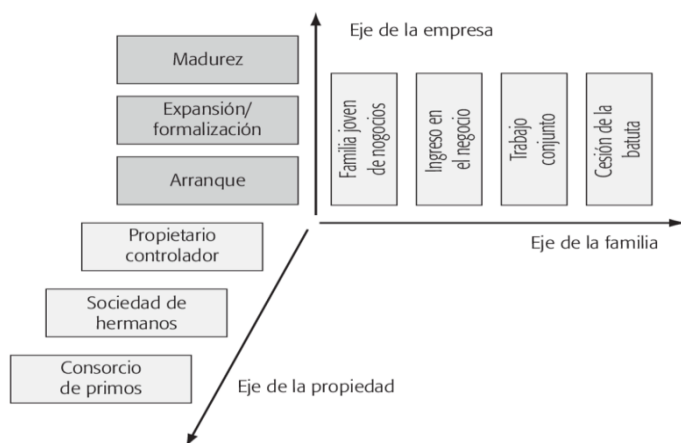 Eje de la empresa
Madurez
Expansión/
formalización
Arranque
Familia joven
de nogocios
Ingreso en
el negocio
Trabajo
conjunto
Cesión de la
batuta
Eje de la familia
Propietario
controlador
Sociedad de
hermanos
Consorcio
de primos
Eje de la propiedad